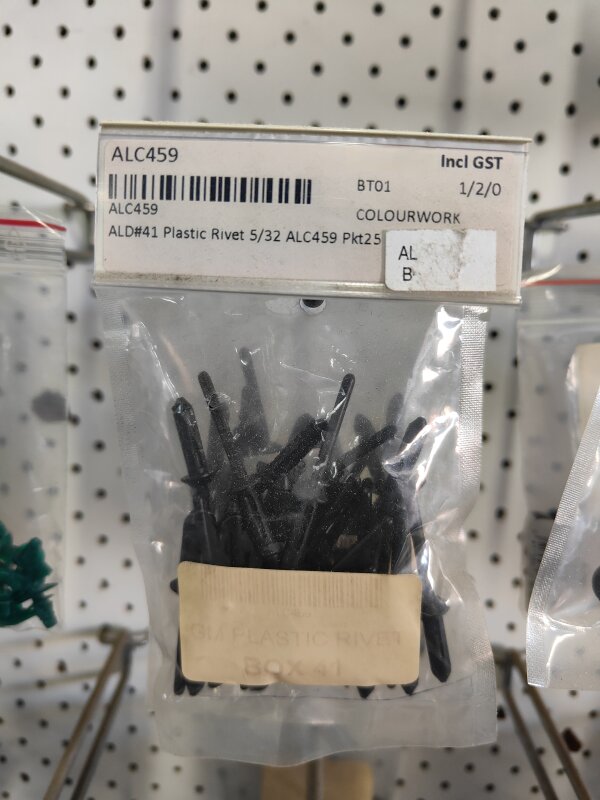 ALC459
Incl GST
BT01 1/2/0
ALC459
COLOURWORK
ALD#41 Plastic Rivet 5/32 ALC459 Pkt25
AL
B
GM PLASTIC RIVET
BOX 41